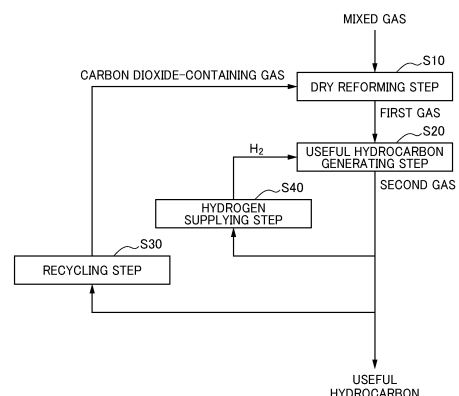 MIXED GAS
S10
CARBON DIOXIDE-CONTAINING GAS
DRY REFORMING STEP
FIRST GAS
S20
H2
USEFUL HYDROCARBON
GENERATING STEP
SECOND GAS
S40
HYDROGEN
SUPPLYING STEP
S30
RECYCLING STEP
USEFUL
HYDROCARBON